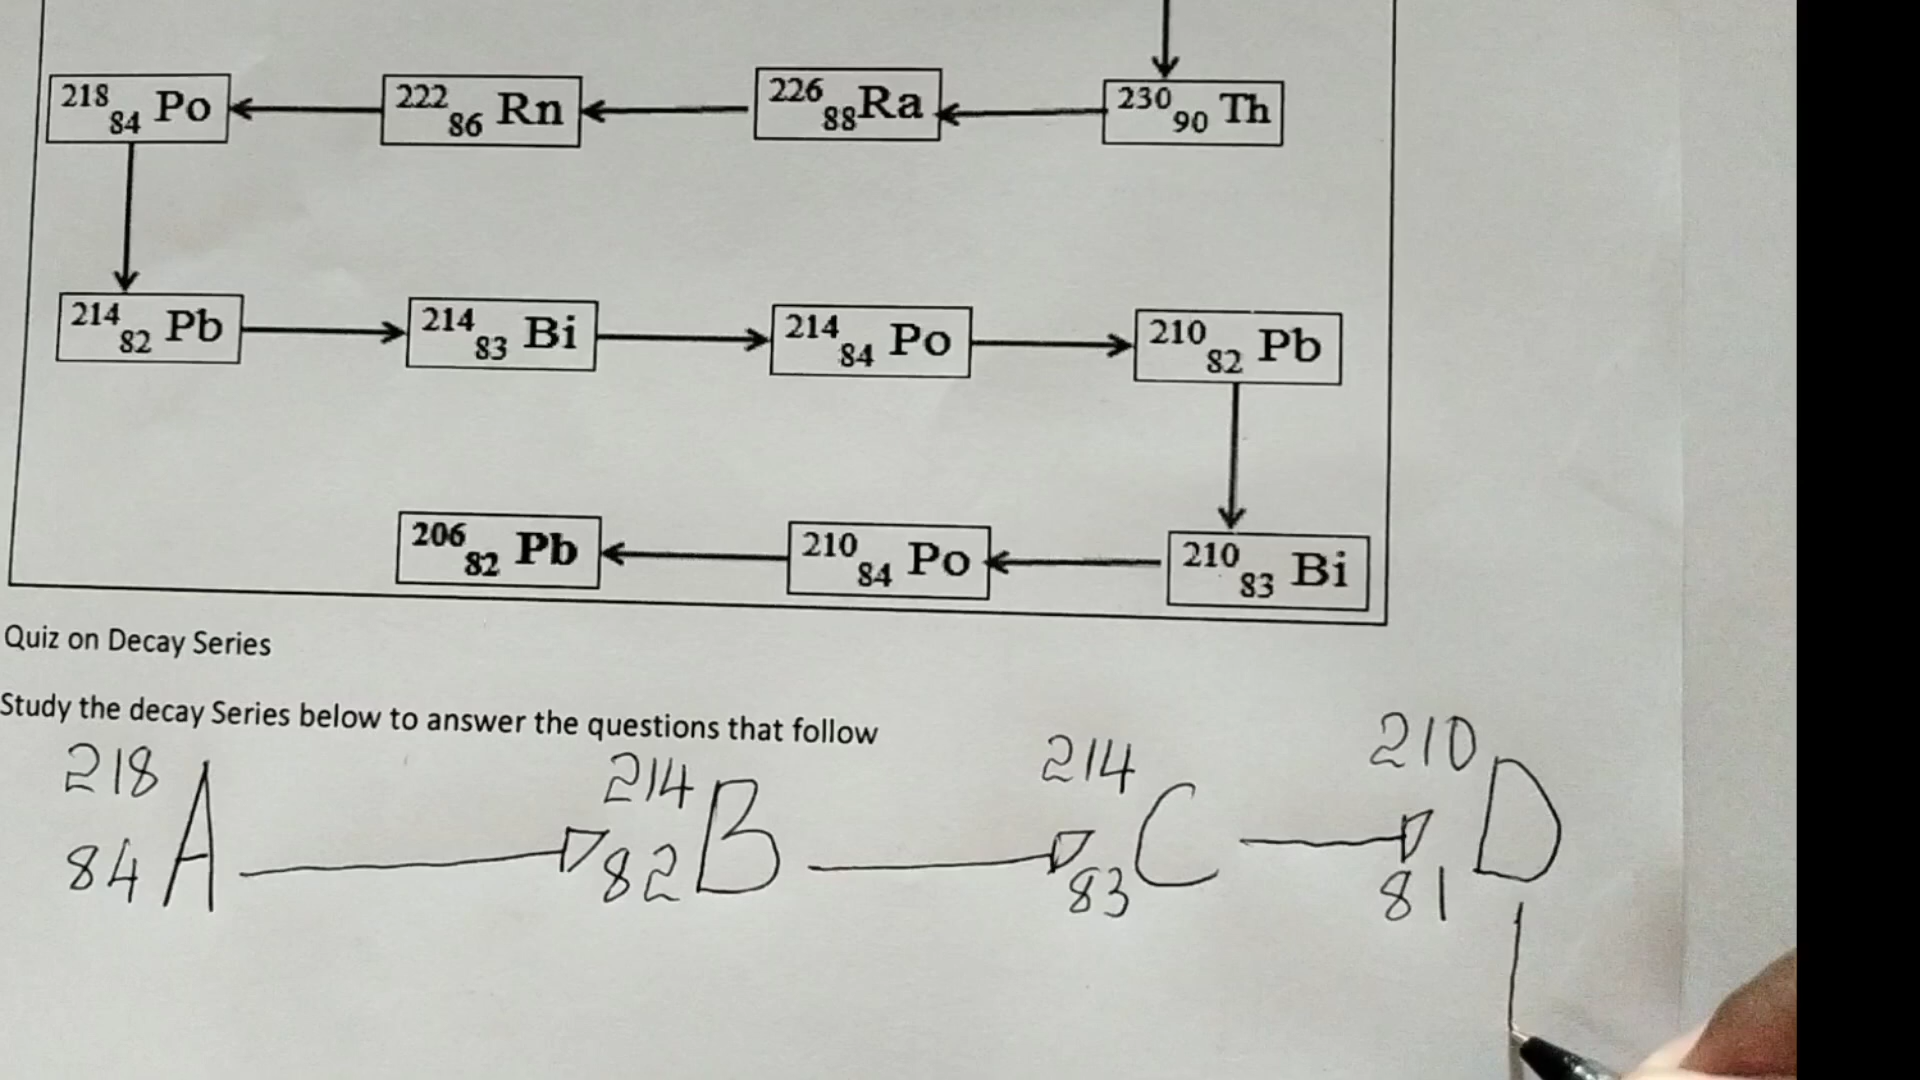 218 84 Po 222 86 Rn 226 88 Ra 230 90 Th
214 82 Pb 214 83 Bi 214 84 Po 210 82 Pb
206 82 Pb 210 84 Po 210 83 Bi
Quiz on Decay Series
Study the decay Series below to answer the questions that follow
218 84 A 214 82 B 214 83 C 210 81 D